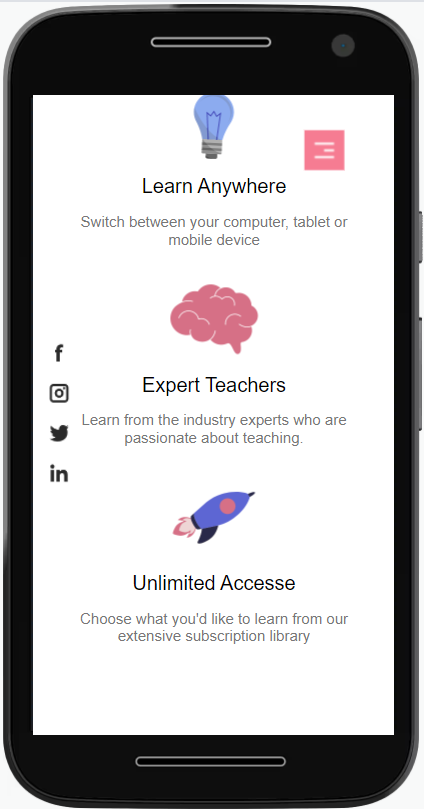 Learn Anywhere
Switch between your computer, tablet or
mobile device
Expert Teachers
Learn from the industry experts who are
passionate about teaching.
Unlimited Accesse
Choose what you'd like to learn from our
extensive subscription library